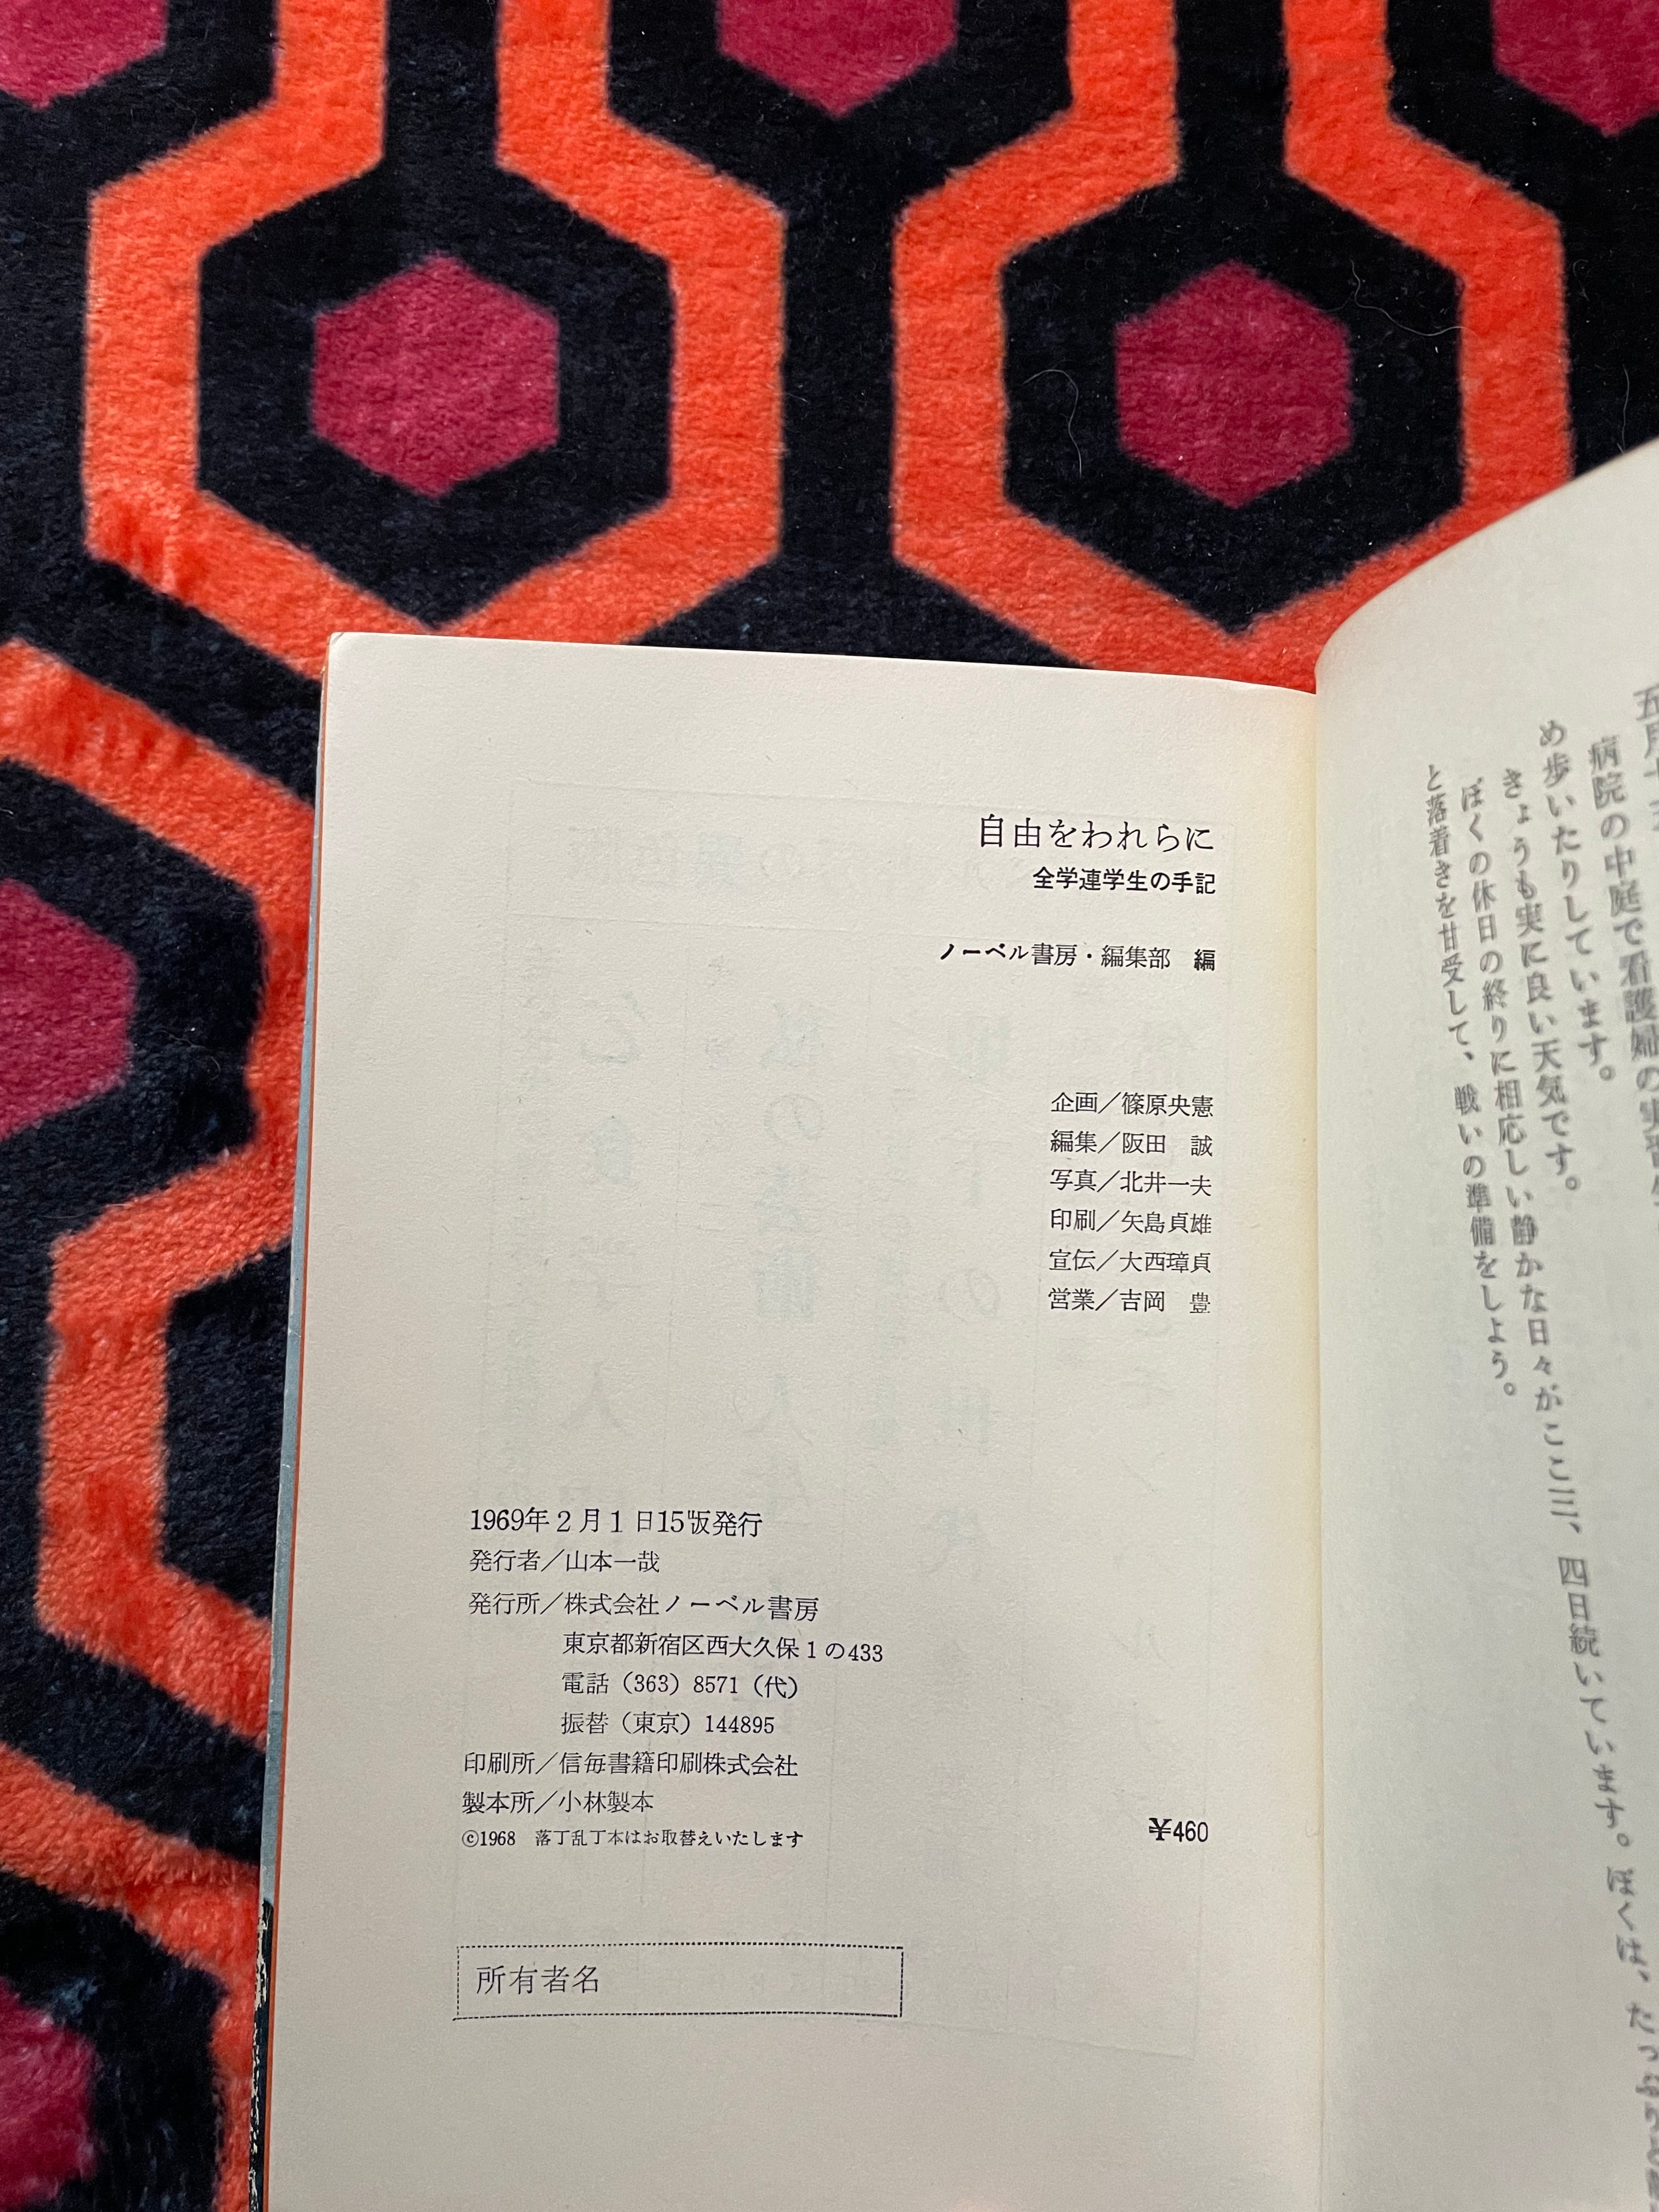 自由をわれらに
全学連学生の手記
ノーベル書房・編集部　編
企画／篠原央憲
編集／阪田　誠
写真／北井一夫
印刷／矢島貞雄
宣伝／大西璋貞
営業／吉岡　豊
1969年2月1日15版発行
発行者／山本一哉
発行所／株式会社ノーベル書房
東京都新宿区西大久保1の433
電話（363）8571（代）
振替（東京）144895
印刷所／信毎書籍印刷株式会社
製本所／小林製本
©1968　落丁乱丁本はお取替えいたします
¥460
所有者名
病院の中庭で看護婦の実習
め歩いたりしています。
きょうも実に良い天気です。
ぼくの休日の終りに相応しい静かな日々がここ三、四日続いています。ぼくは、たっぷりと
と落着きを甘受して、戦いの準備をしよう。